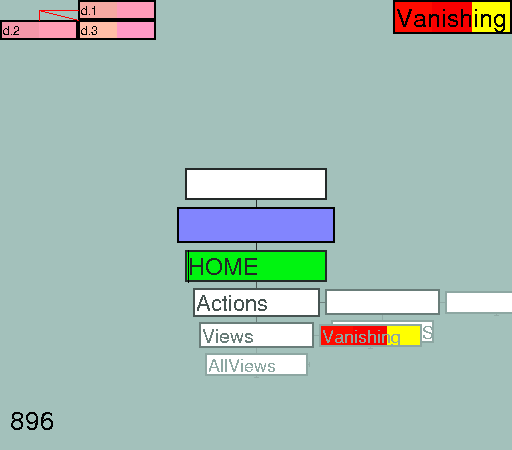 d.1
d.2
d.3
Vanishing
HOME
Actions
Views
Vanishing
S
AllViews
896